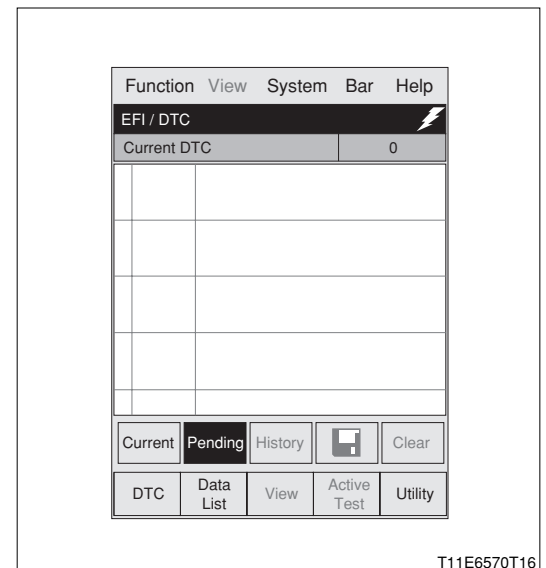 Function View System Bar Help
EFI / DTC
Current DTC 0
Current Pending History Clear
DTC Data List View Active Test Utility
T11E6570T16